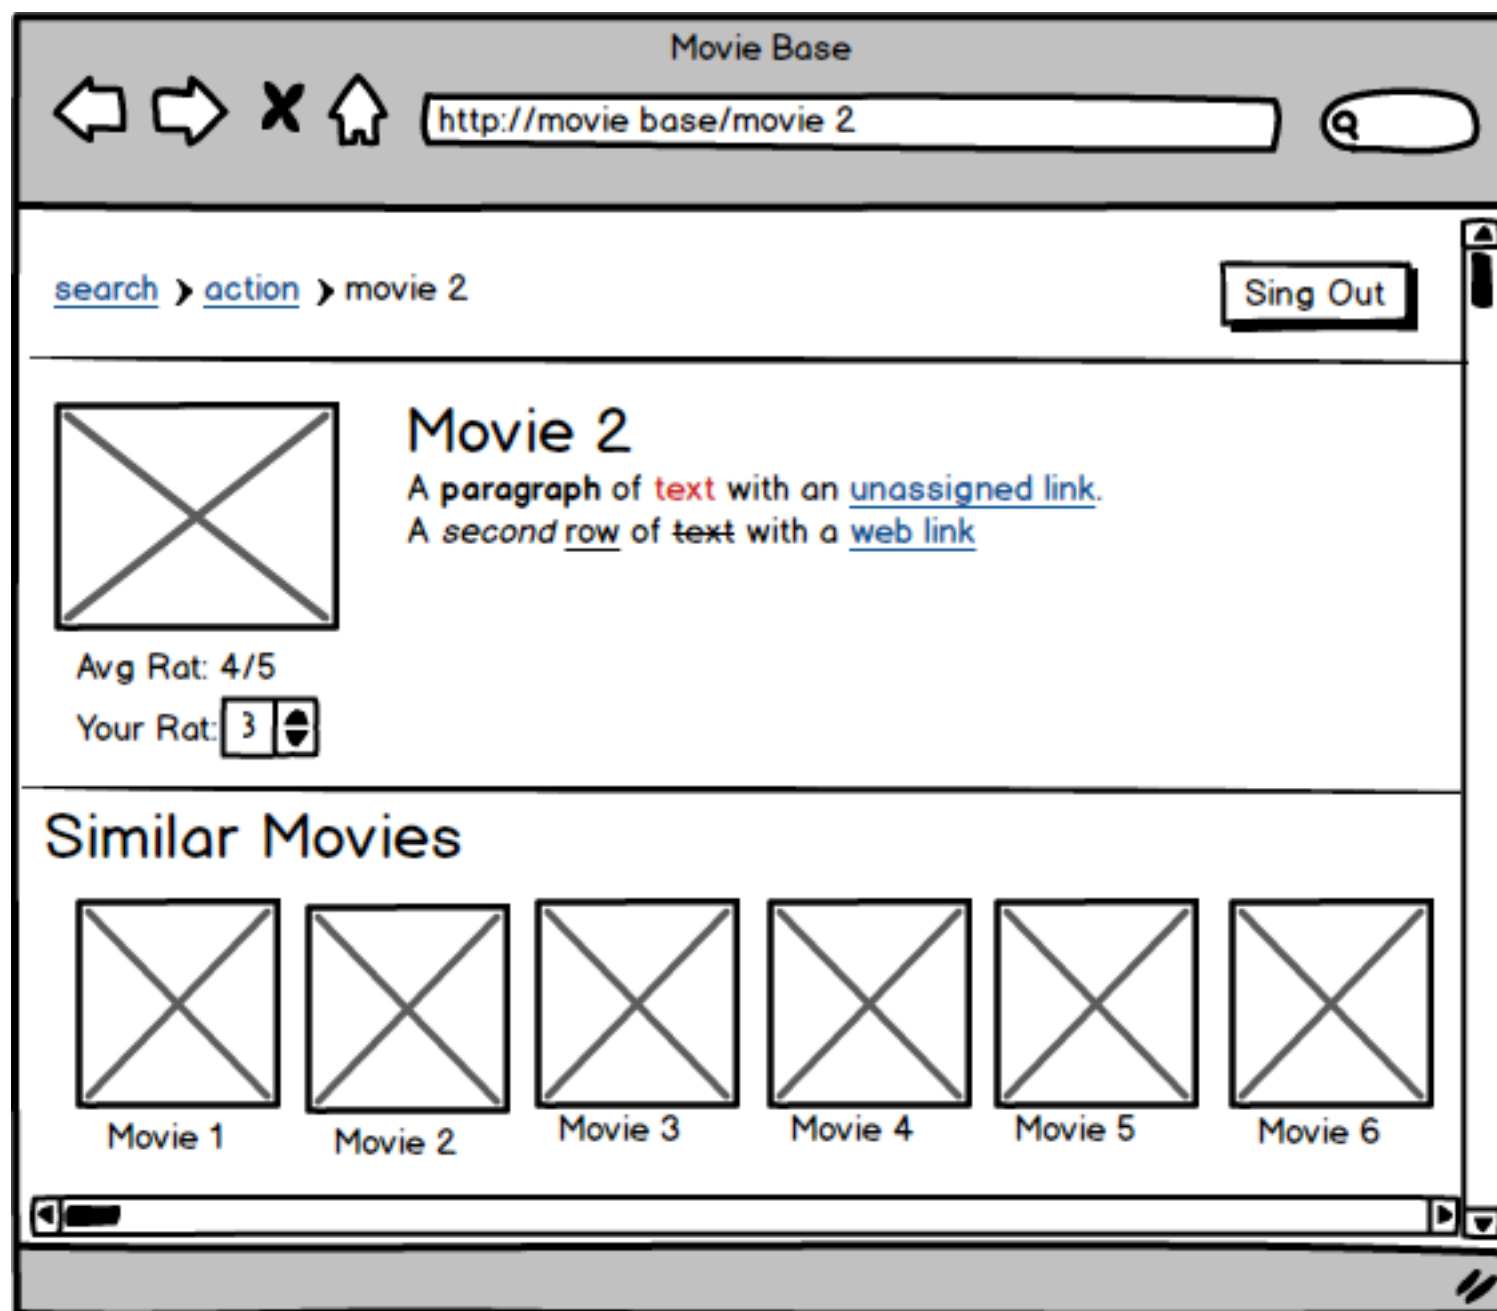 Movie Base
http://movie base/movie 2
search > action > movie 2
Sing Out
Movie 2
A paragraph of text with an unassigned link.
A second row of text with a web link
Avg Rat: 4/5
Your Rat: 3
Similar Movies
Movie 1
Movie 2
Movie 3
Movie 4
Movie 5
Movie 6